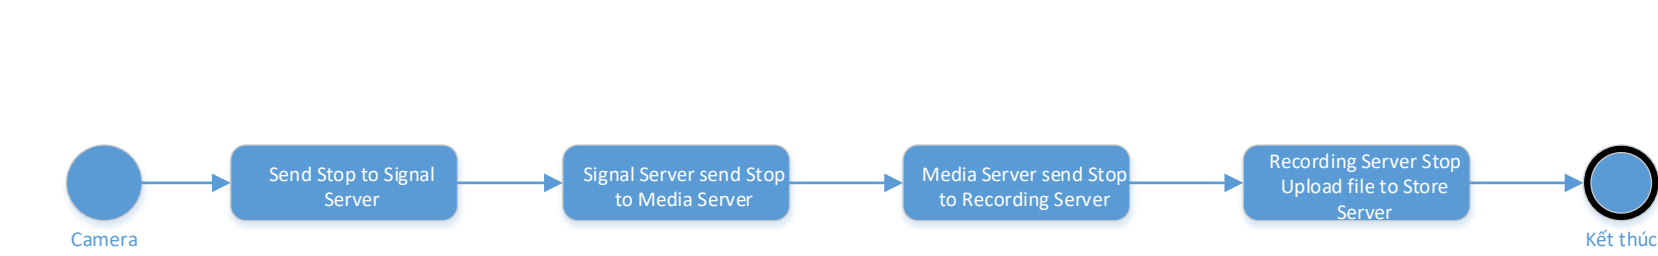 Camera
Send Stop to Signal
Server
Signal Server send Stop
to Media Server
Media Server send Stop
to Recording Server
Recording Server Stop
Upload file to Store
Server
Kết thúc